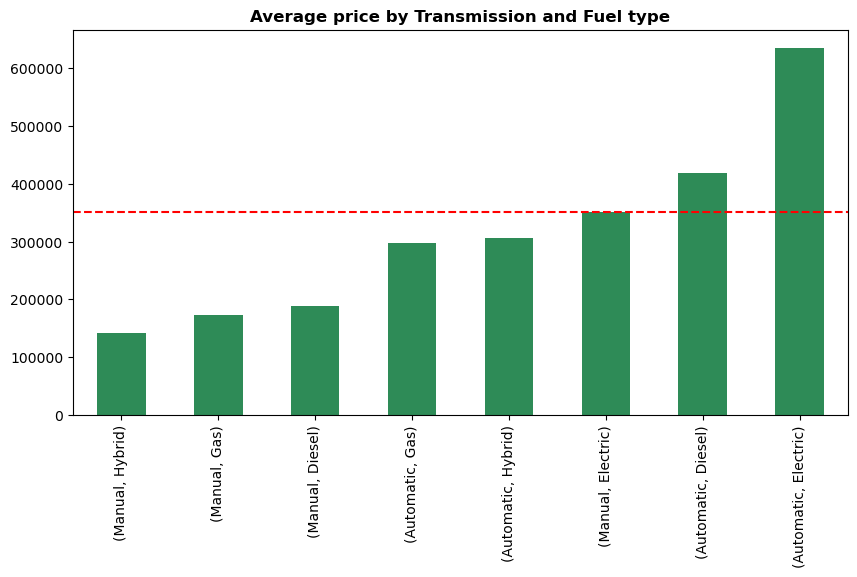 Average price by Transmission and Fuel type
600000
500000
400000
300000
200000
100000
0
(Manual, Hybrid)
(Manual, Gas)
(Manual, Diesel)
(Automatic, Gas)
(Automatic, Hybrid)
(Manual, Electric)
(Automatic, Diesel)
(Automatic, Electric)